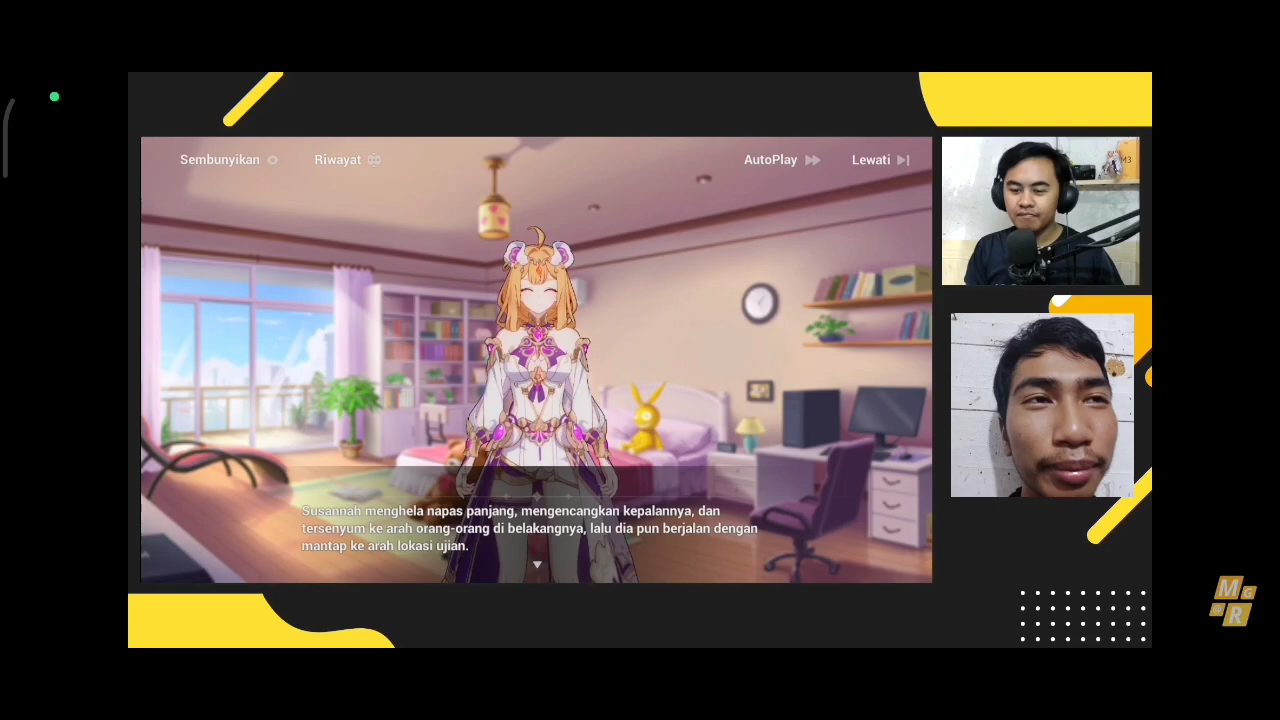 Sembunyikan
Riwayat
AutoPlay
Lewati
M3
Susannah menghela napas panjang, mengencangkan kepalannya, dan
tersenyum ke arah orang-orang di belakangnya, lalu dia pun berjalan dengan
mantap ke arah lokasi ujian.
M G
R